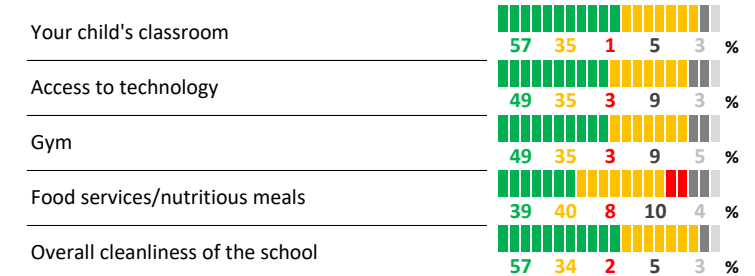 Your child's classroom
57 35 1 5 3 %
Access to technology
49 35 3 9 3 %
Gym
49 35 3 9 5 %
Food services/nutritious meals
39 40 8 10 4 %
Overall cleanliness of the school
57 34 2 5 3 %